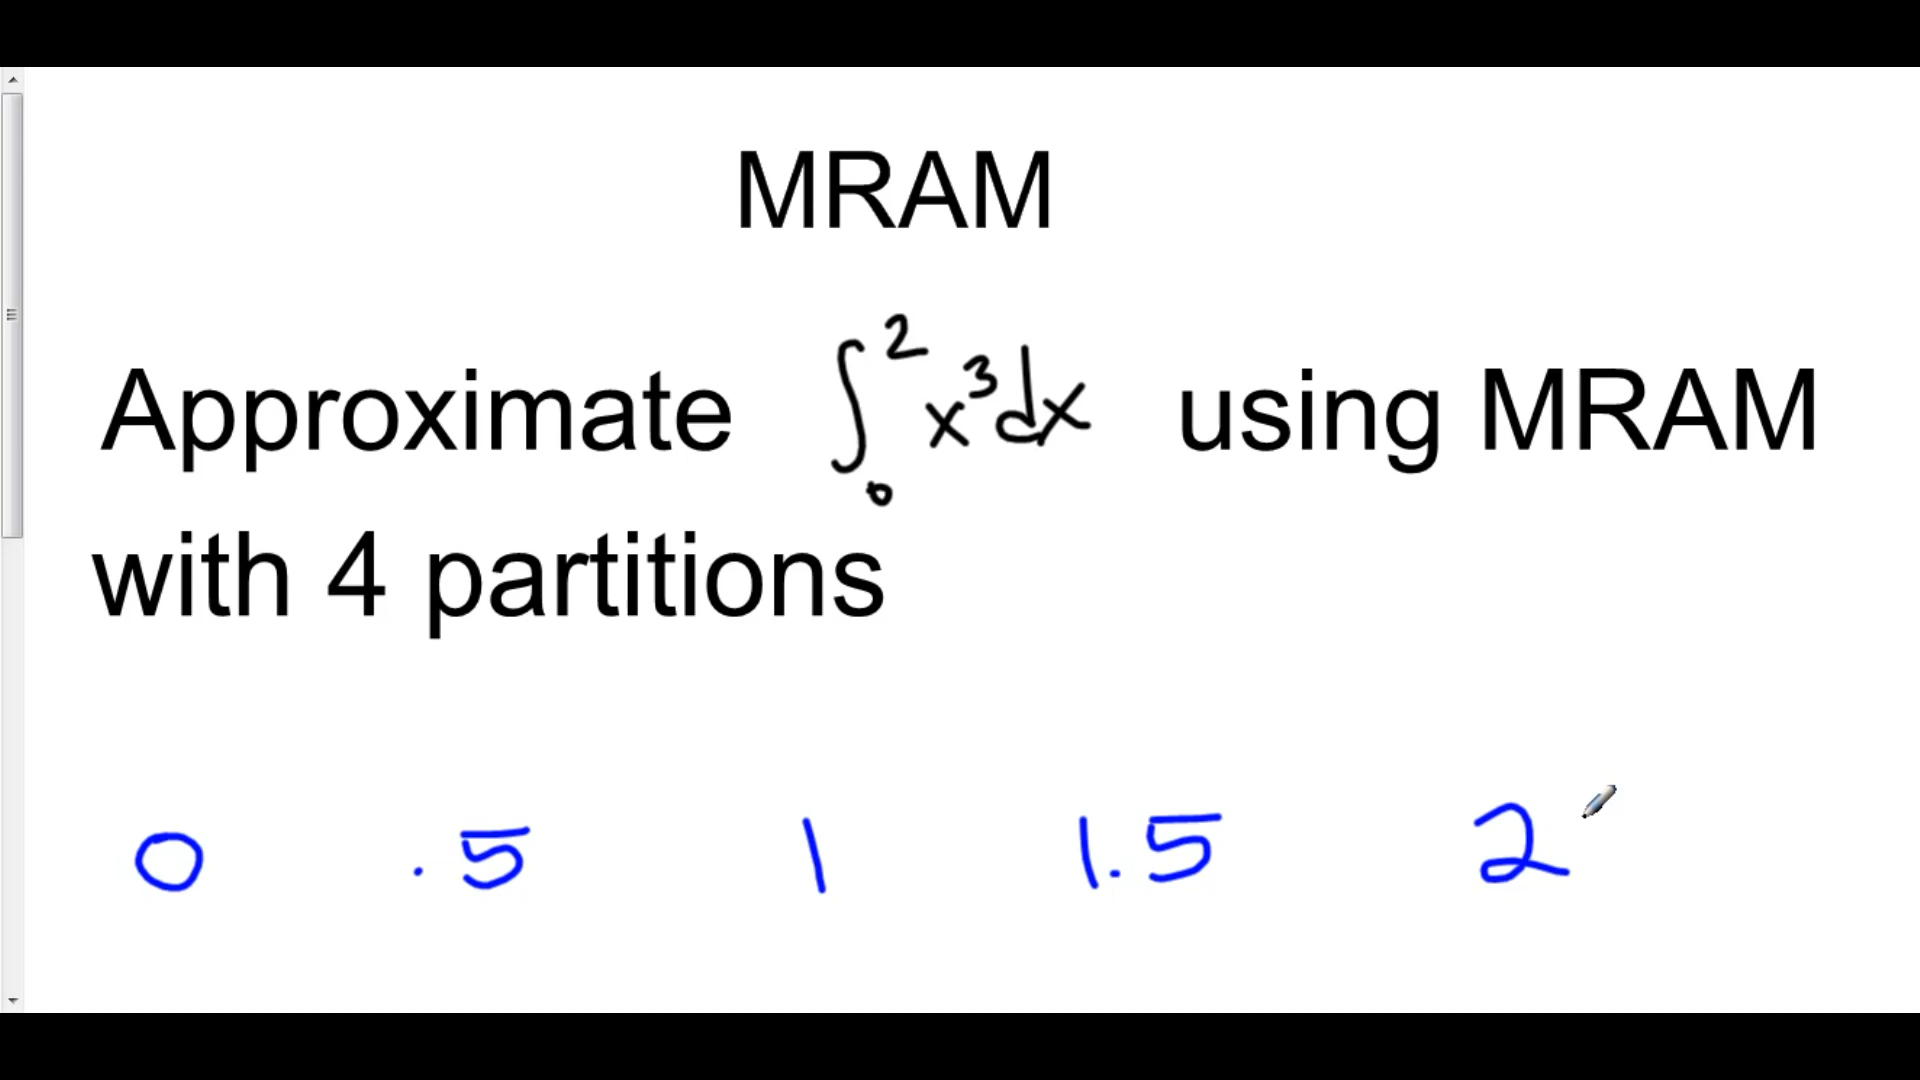 MRAM
Approximate ∫₀² x³dx using MRAM
with 4 partitions
0 .5 1 1.5 2